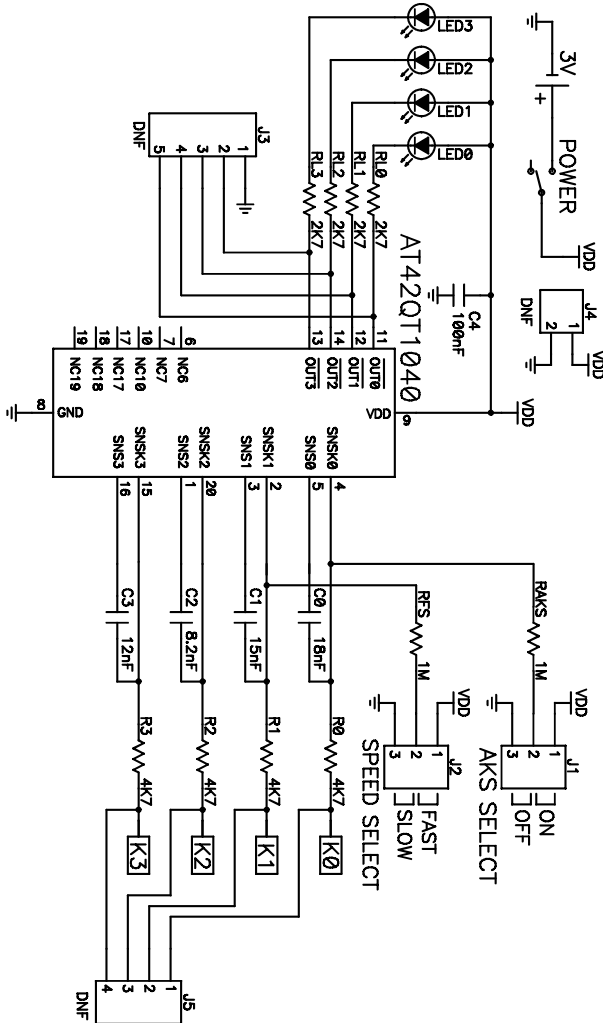 3V
+
POWER
VDD
J4
1
2
DNF
VDD
VDD
J1
1
2
3
ON
OFF
AKS SELECT
RAKS
1M
VDD
J2
1
2
3
FAST
SLOW
SPEED SELECT
RFS
1M
LED3
LED2
LED1
LED0
C4
100nF
AT42QT1040
RL0
2K7
RL1
2K7
RL2
2K7
RL3
2K7
J3
1
2
3
4
5
DNF
VDD
9
11
OUT0
12
OUT1
14
OUT2
13
OUT3
6
NC6
7
NC7
10
NC10
17
NC17
18
NC18
19
NC19
8
GND
SNSK0
4
SNS0
5
SNSK1
2
SNS1
3
SNSK2
20
SNS2
1
SNSK3
15
SNS3
16
C0
18nF
C1
15nF
C2
8.2nF
C3
12nF
R0
4K7
K0
R1
4K7
K1
R2
4K7
K2
R3
4K7
K3
J5
1
2
3
4
DNF